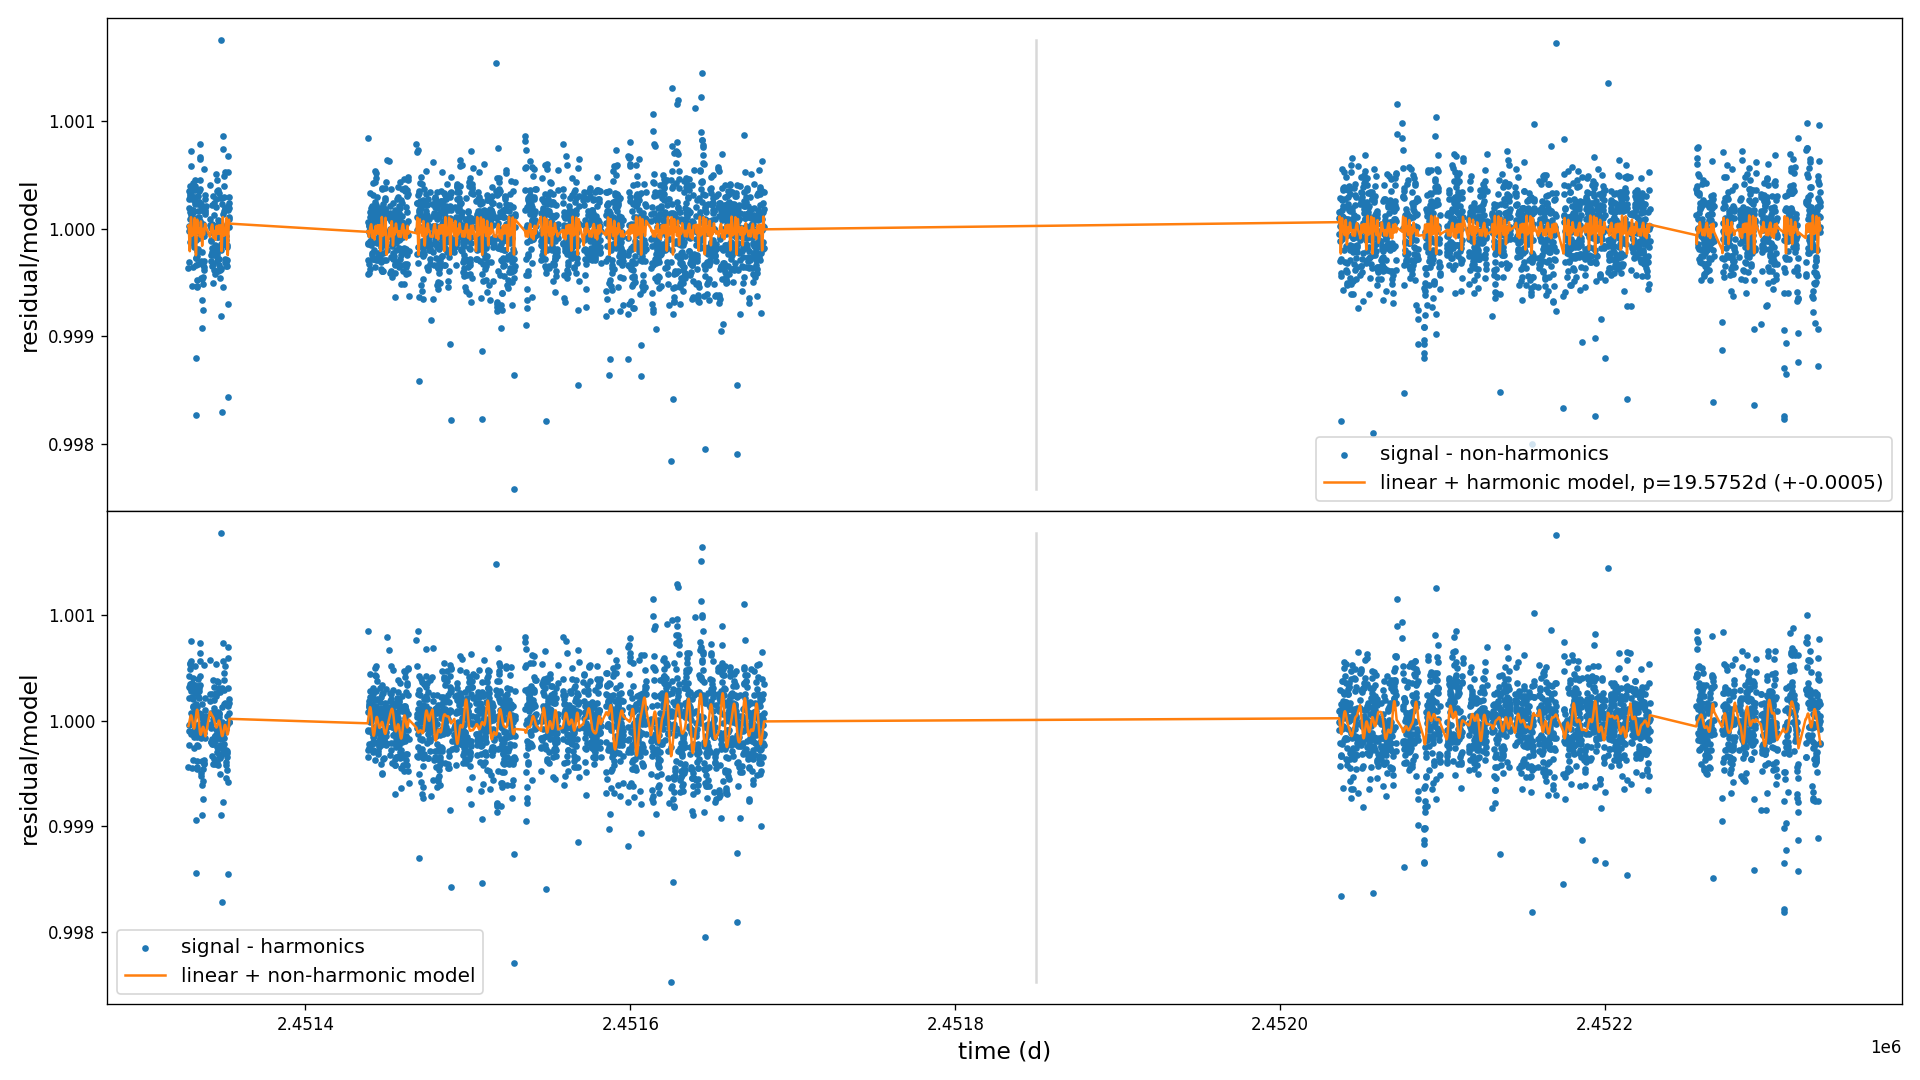 residual/model
1.001
1.000
0.999
0.998
signal - non-harmonics
linear + harmonic model, p=19.5752d (+-0.0005)
residual/model
1.001
1.000
0.999
0.998
signal - harmonics
linear + non-harmonic model
2.4514 2.4516 2.4518 2.4520 2.4522
time (d)
1e6